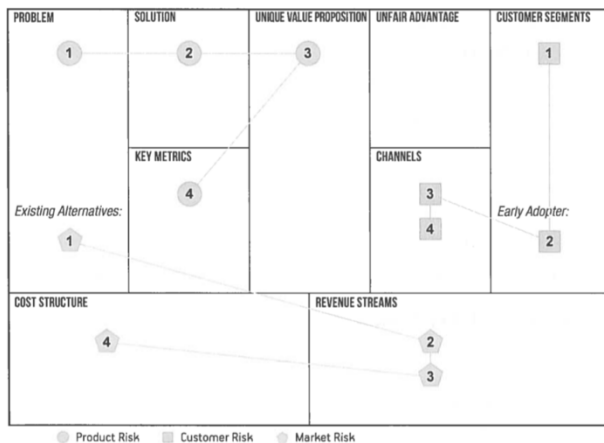 PROBLEM
SOLUTION
UNIQUE VALUE PROPOSITION
UNFAIR ADVANTAGE
CUSTOMER SEGMENTS
1
2
3
1
KEY METRICS
CHANNELS
4
3
4
Existing Alternatives:
1
Early Adopter:
2
COST STRUCTURE
REVENUE STREAMS
4
2
3
Product Risk
Customer Risk
Market Risk